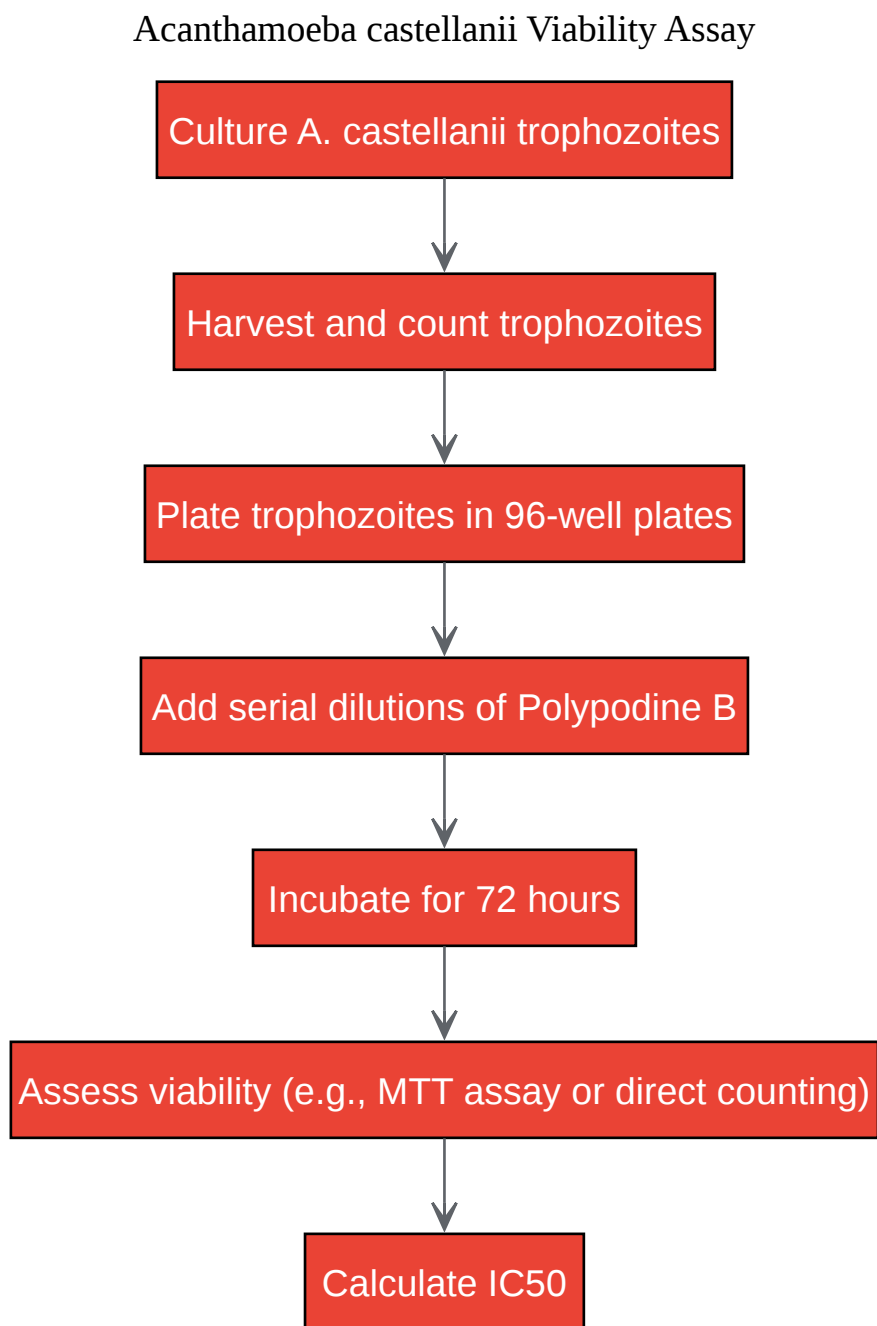 Acanthamoeba castellanii Viability Assay
Culture A. castellanii trophozoites
Harvest and count trophozoites
Plate trophozoites in 96-well plates
Add serial dilutions of Polypodine B
Incubate for 72 hours
Assess viability (e.g., MTT assay or direct counting)
Calculate IC50